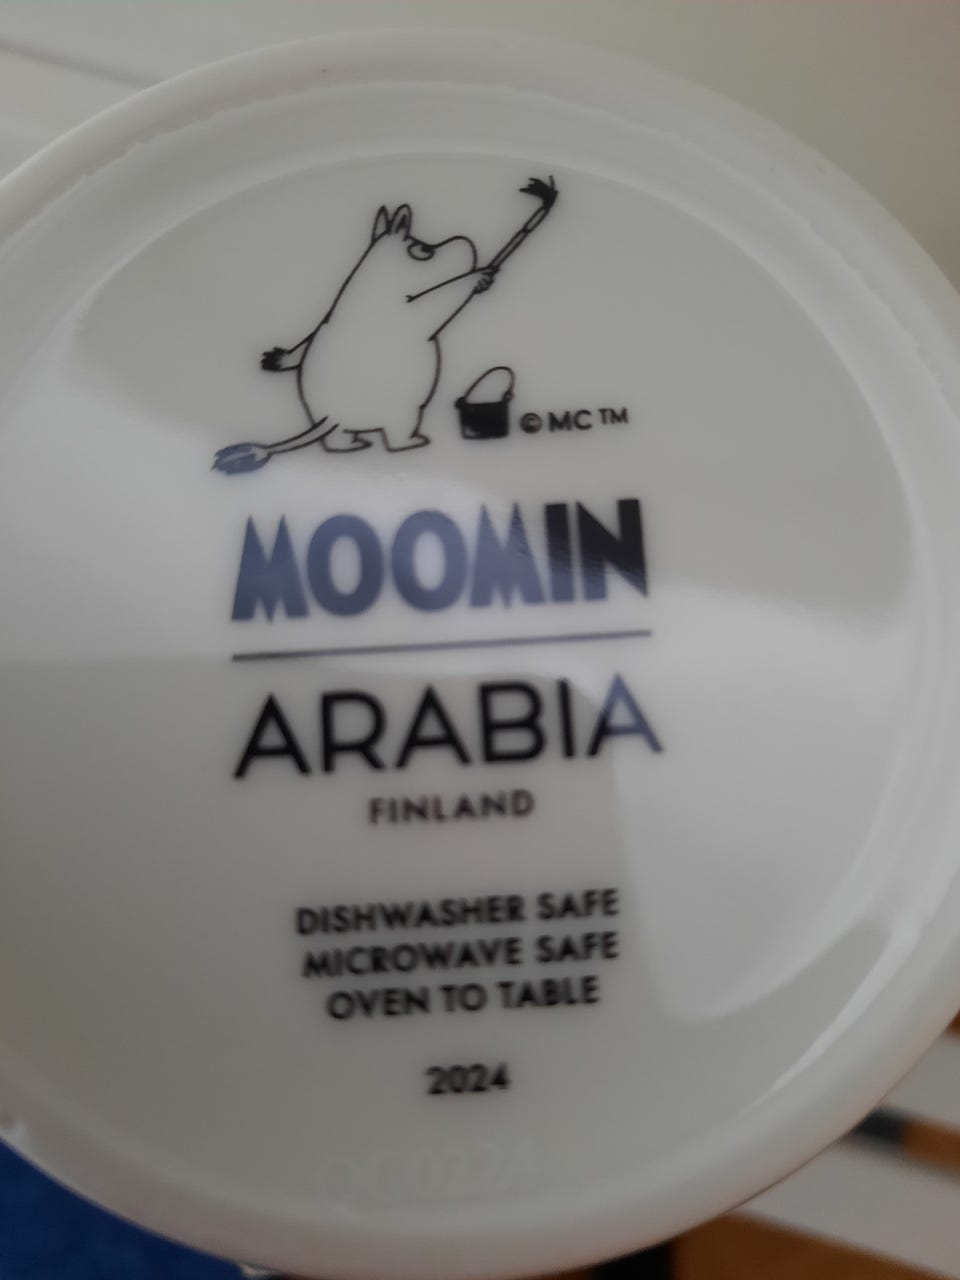 © MC ™
MOOMIN
ARABIA
FINLAND
DISHWASHER SAFE
MICROWAVE SAFE
OVEN TO TABLE
2024